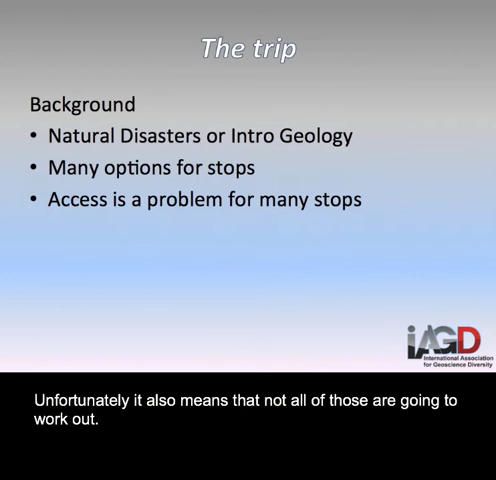 The trip
Background
• Natural Disasters or Intro Geology
• Many options for stops
• Access is a problem for many stops
iAGD
International Association
for Geoscience Diversity
Unfortunately it also means that not all of those are going to
work out.